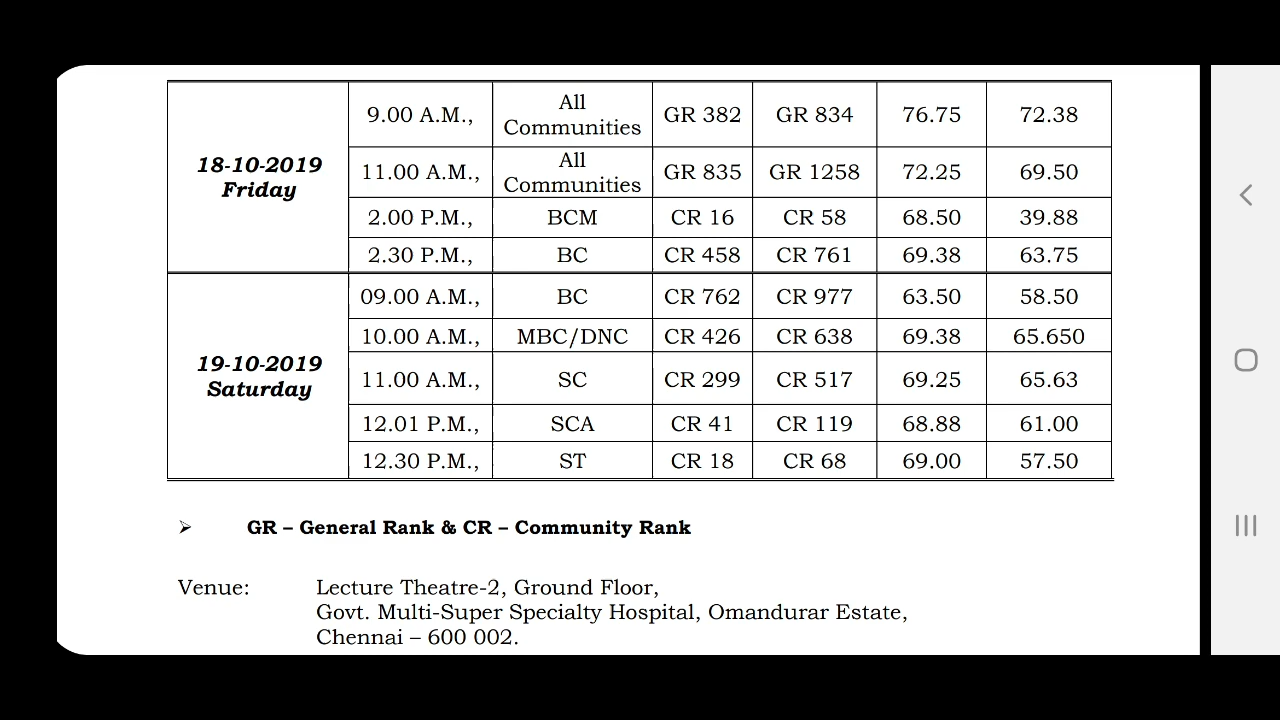 18-10-2019
Friday
9.00 A.M., All Communities GR 382 GR 834 76.75 72.38
11.00 A.M., All Communities GR 835 GR 1258 72.25 69.50
2.00 P.M., BCM CR 16 CR 58 68.50 39.88
2.30 P.M., BC CR 458 CR 761 69.38 63.75
19-10-2019
Saturday
09.00 A.M., BC CR 762 CR 977 63.50 58.50
10.00 A.M., MBC/DNC CR 426 CR 638 69.38 65.650
11.00 A.M., SC CR 299 CR 517 69.25 65.63
12.01 P.M., SCA CR 41 CR 119 68.88 61.00
12.30 P.M., ST CR 18 CR 68 69.00 57.50
➢ GR – General Rank & CR – Community Rank
Venue: Lecture Theatre-2, Ground Floor,
Govt. Multi-Super Specialty Hospital, Omandurar Estate,
Chennai – 600 002.